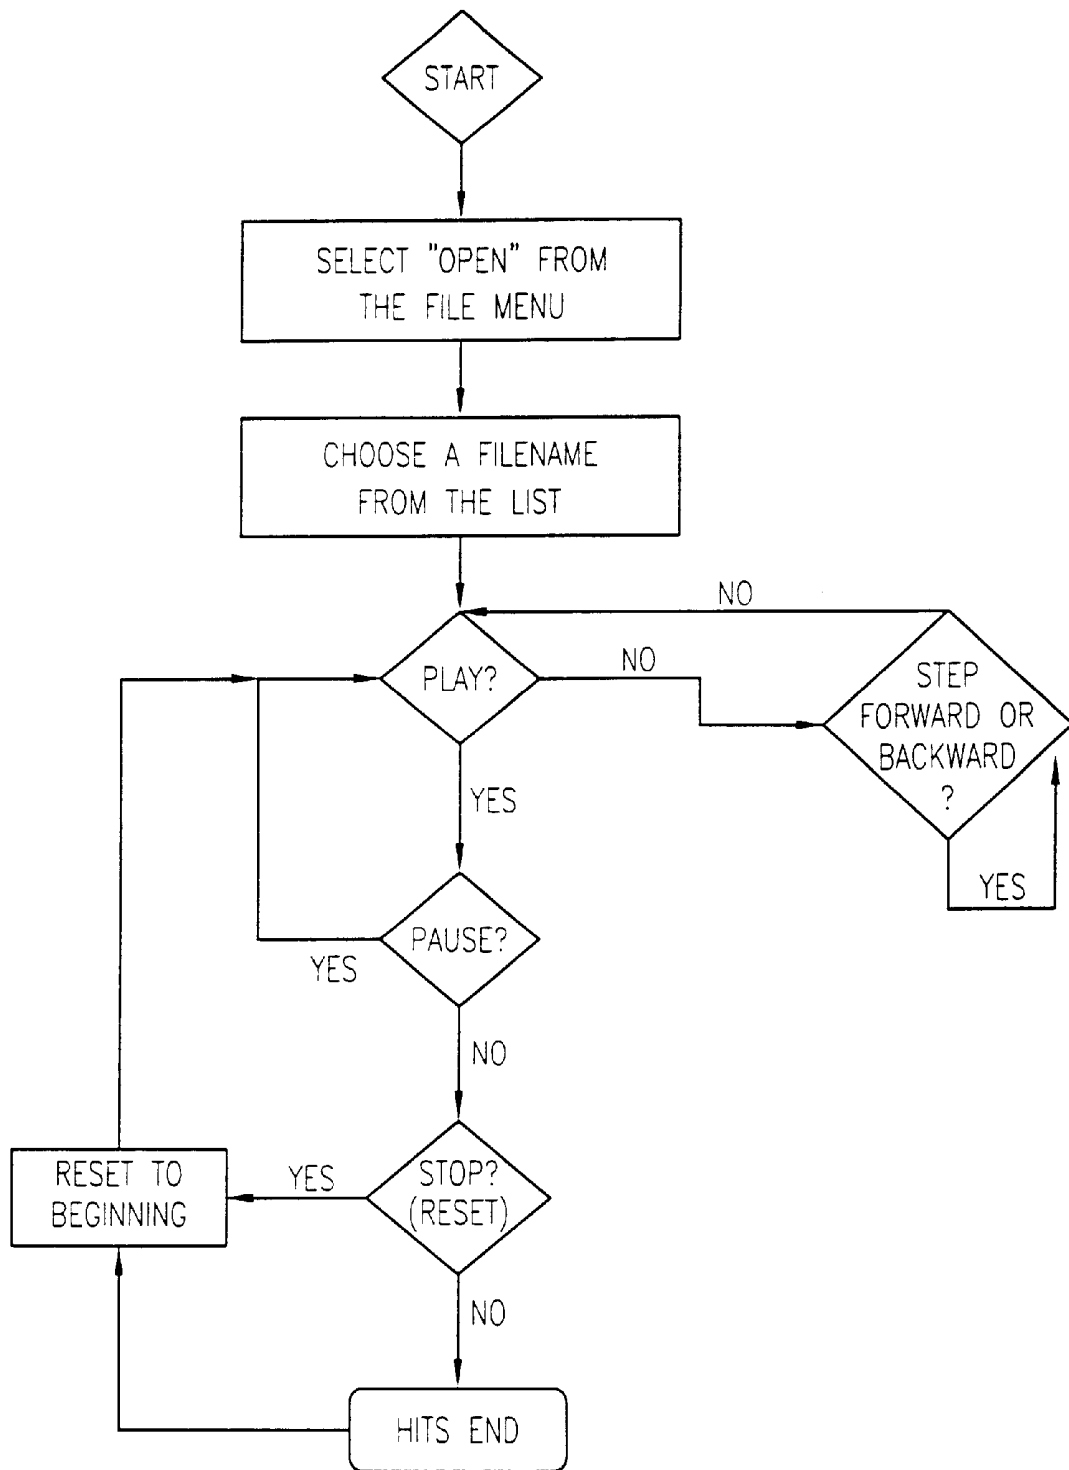 START
SELECT "OPEN" FROM
THE FILE MENU
CHOOSE A FILENAME
FROM THE LIST
NO
PLAY?
NO
STEP
FORWARD OR
BACKWARD
?
YES
YES
PAUSE?
YES
NO
RESET TO
BEGINNING
YES
STOP?
(RESET)
NO
HITS END